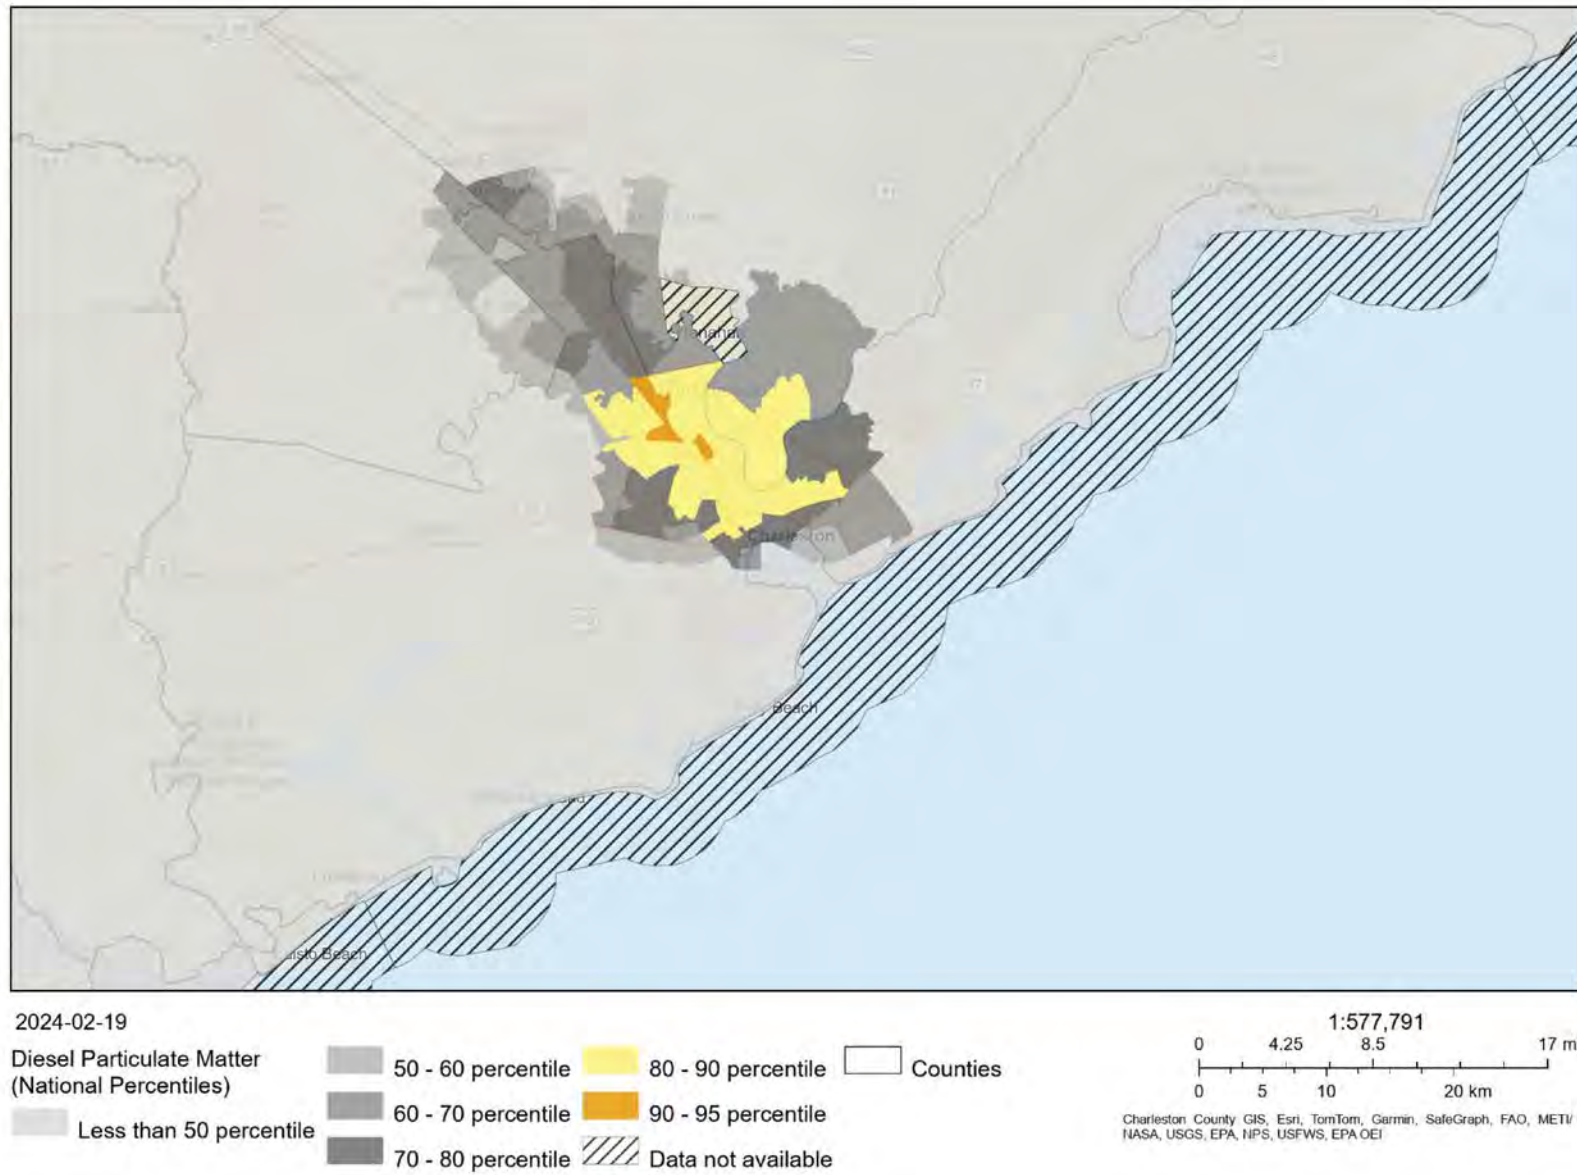 Charleston
Beach
isto Beach
2024-02-19
Diesel Particulate Matter
(National Percentiles)
Less than 50 percentile
50 - 60 percentile
60 - 70 percentile
70 - 80 percentile
80 - 90 percentile
90 - 95 percentile
Data not available
Counties
1:577,791
0 4.25 8.5 17 m
0 5 10 20 km
Charleston County GIS, Esri, TomTom, Garmin, SafeGraph, FAO, METI/
NASA, USGS, EPA, NPS, USFWS, EPA OEI